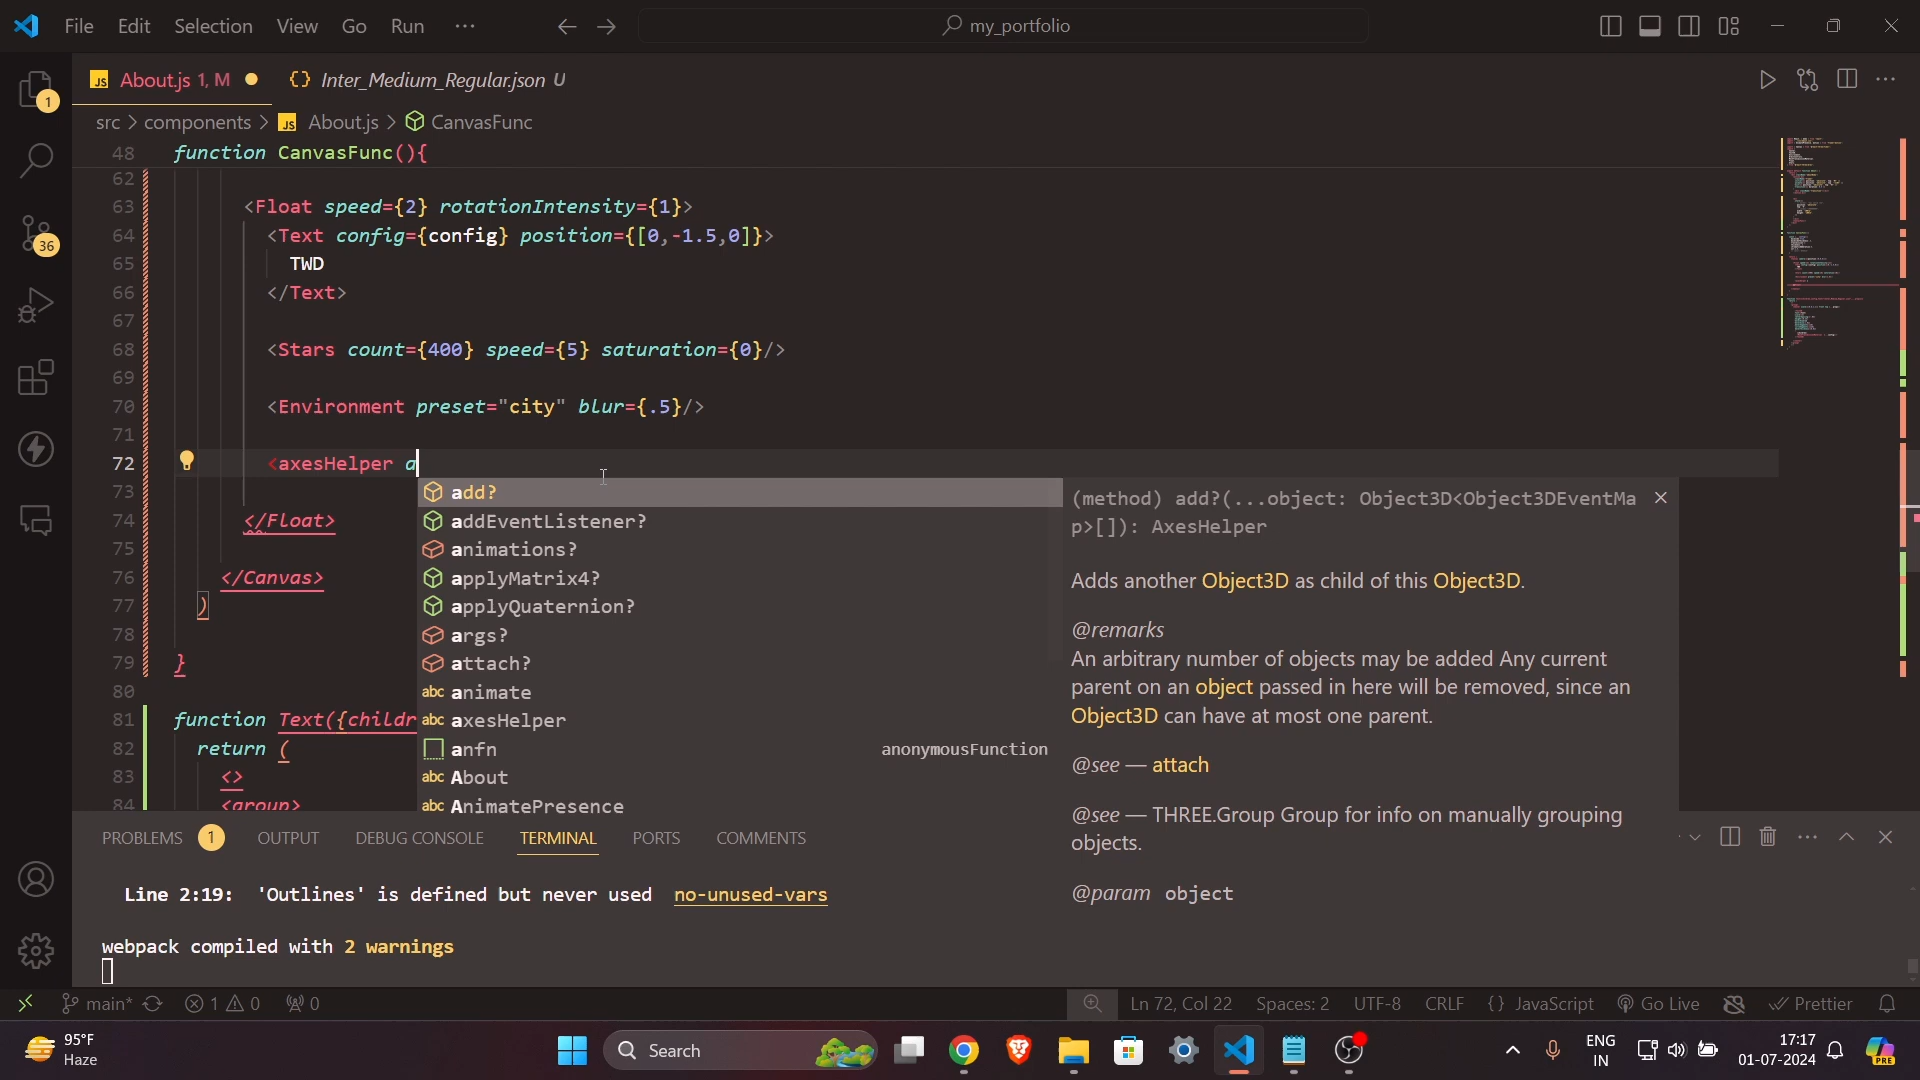 File Edit Selection View Go Run ··· my_portfolio
JS About.js 1, M Inter_Medium_Regular.json U
src > components > JS About.js > CanvasFunc
48 function CanvasFunc(){
62
63 <Float speed={2} rotationIntensity={1}>
64 <Text config={config} position={[0,-1.5,0]}>
65 TWD
66 </Text>
67
68 <Stars count={400} speed={5} saturation={0}/>
69
70 <Environment preset="city" blur={.5}/>
71
72 <axesHelper a
73
74 </Float>
75
76 </Canvas>
77 )
78
79 }
80
81 function Text({childr
82 return (
83 <>
84 <group>
add?
addEventListener?
animations?
applyMatrix4?
applyQuaternion?
args?
attach?
abc animate
abc axesHelper
anfn anonymousFunction
abc About
abc AnimatePresence
(method) add?(...object: Object3D<Object3DEventMa
p>[]): AxesHelper
Adds another Object3D as child of this Object3D.
@remarks
An arbitrary number of objects may be added Any current
parent on an object passed in here will be removed, since an
Object3D can have at most one parent.
@see — attach
@see — THREE.Group Group for info on manually grouping
objects.
@param object
1
36
PROBLEMS 1 OUTPUT DEBUG CONSOLE TERMINAL PORTS COMMENTS
Line 2:19: 'Outlines' is defined but never used no-unused-vars
webpack compiled with 2 warnings
main* 1 0 0 Ln 72, Col 22 Spaces: 2 UTF-8 CRLF {} JavaScript Go Live Prettier
95°F
Haze
Search
ENG
IN
17:17
01-07-2024
PRE